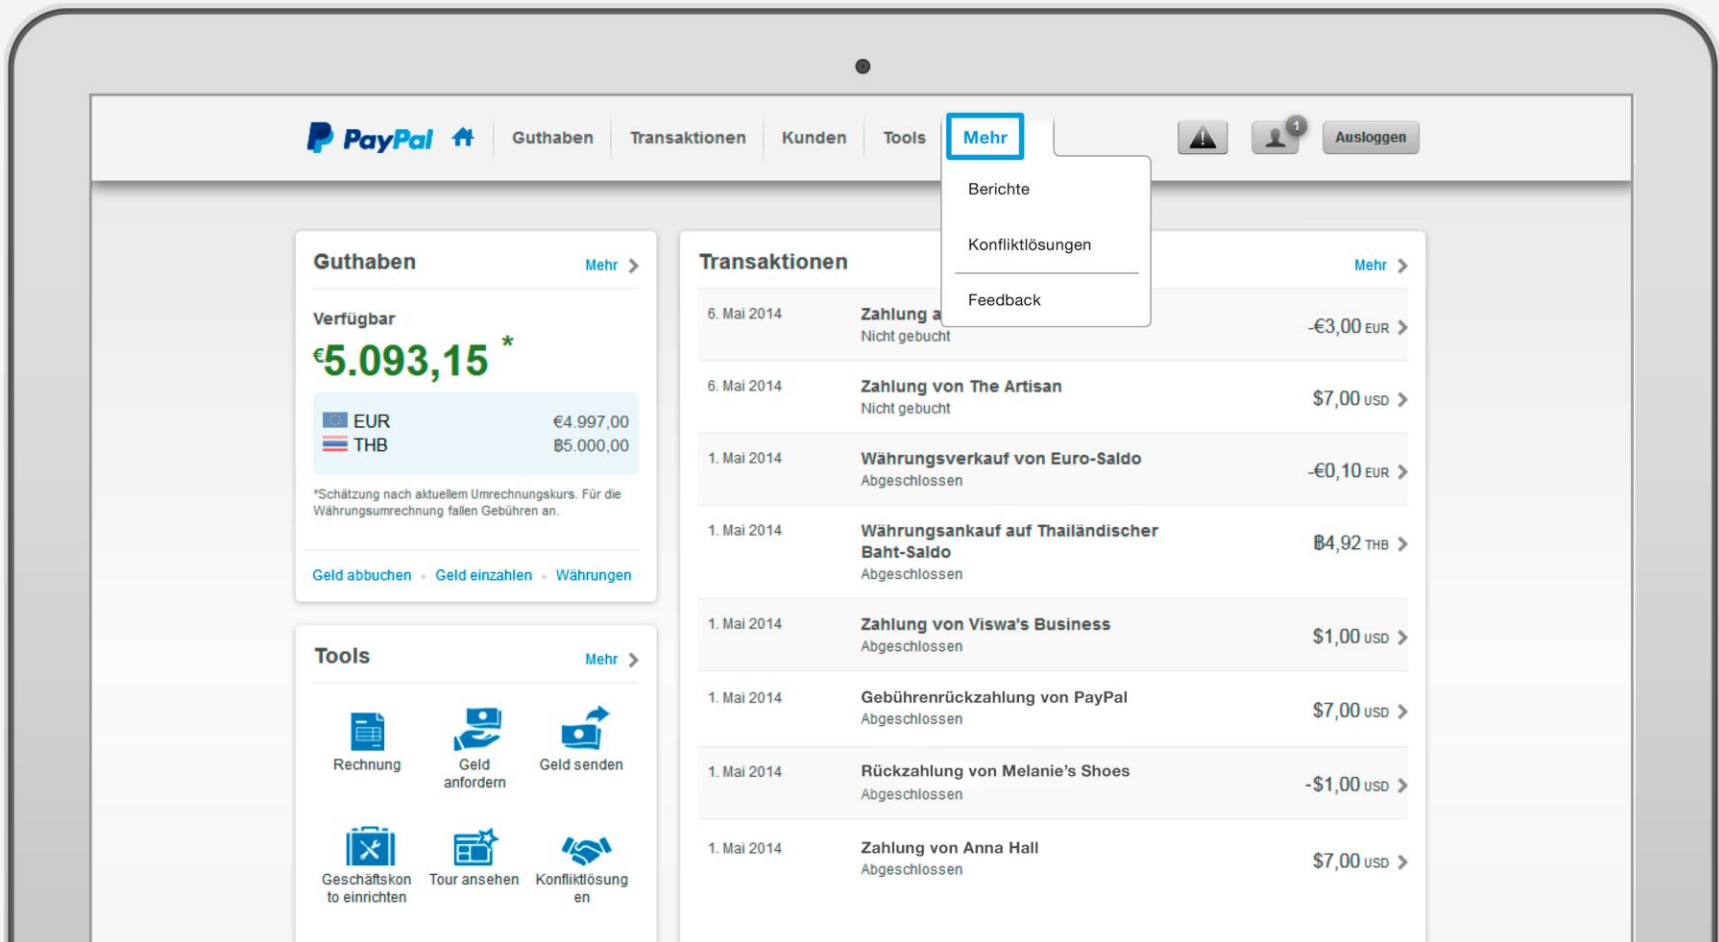 PayPal
Guthaben
Transaktionen
Kunden
Tools
Mehr
1
Ausloggen
Berichte
Konfliktlösungen
Feedback
Guthaben
Mehr
Verfügbar
€5.093,15 *
EUR €4.997,00
THB ฿5.000,00
*Schätzung nach aktuellem Umrechnungskurs. Für die
Währungsumrechnung fallen Gebühren an.
Geld abbuchen
Geld einzahlen
Währungen
Tools
Mehr
Rechnung
Geld
anfordern
Geld senden
Geschäftskon
to einrichten
Tour ansehen
Konfliktlösung
en
Transaktionen
Mehr
6. Mai 2014
Zahlung a
Nicht gebucht
-€3,00 EUR
6. Mai 2014
Zahlung von The Artisan
Nicht gebucht
$7,00 USD
1. Mai 2014
Währungsverkauf von Euro-Saldo
Abgeschlossen
-€0,10 EUR
1. Mai 2014
Währungsankauf auf Thailändischer
Baht-Saldo
Abgeschlossen
฿4,92 THB
1. Mai 2014
Zahlung von Viswa's Business
Abgeschlossen
$1,00 USD
1. Mai 2014
Gebührenrückzahlung von PayPal
Abgeschlossen
$7,00 USD
1. Mai 2014
Rückzahlung von Melanie’s Shoes
Abgeschlossen
-$1,00 USD
1. Mai 2014
Zahlung von Anna Hall
Abgeschlossen
$7,00 USD